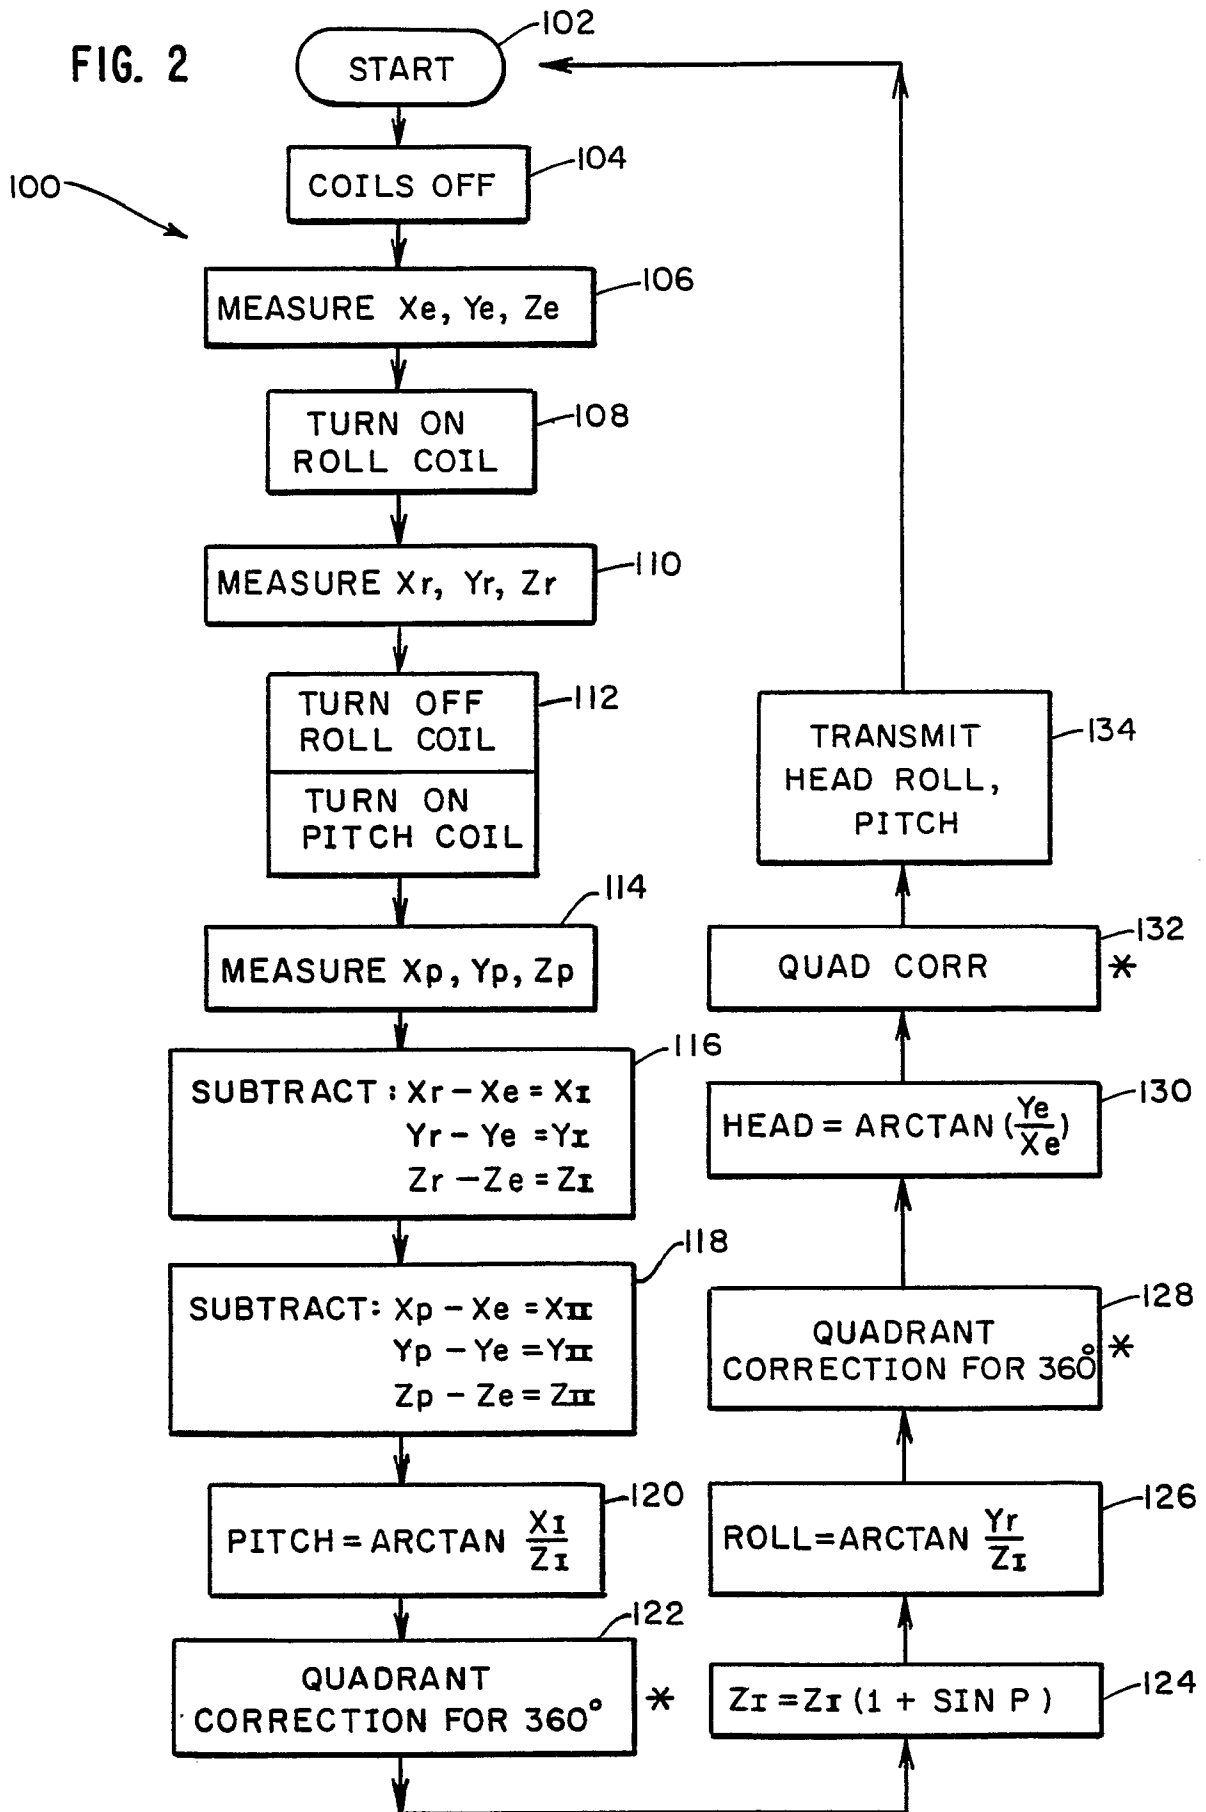 FIG. 2
102
START
104
COILS OFF
100
106
MEASURE Xe, Ye, Ze
108
TURN ON
ROLL COIL
110
MEASURE Xr, Yr, Zr
112
TURN OFF
ROLL COIL
TURN ON
PITCH COIL
114
MEASURE Xp, Yp, Zp
116
SUBTRACT: Xr - Xe = XI
Yr - Ye = YI
Zr - Ze = ZI
118
SUBTRACT: Xp - Xe = XII
Yp - Ye = YII
Zp - Ze = ZII
120
PITCH = ARCTAN XI/ZI
122
QUADRANT
CORRECTION FOR 360° *
124
ZI = ZI (1 + SIN P)
126
ROLL = ARCTAN Yr/ZI
128
QUADRANT
CORRECTION FOR 360° *
130
HEAD = ARCTAN (Ye/Xe)
132
QUAD CORR *
134
TRANSMIT
HEAD ROLL,
PITCH